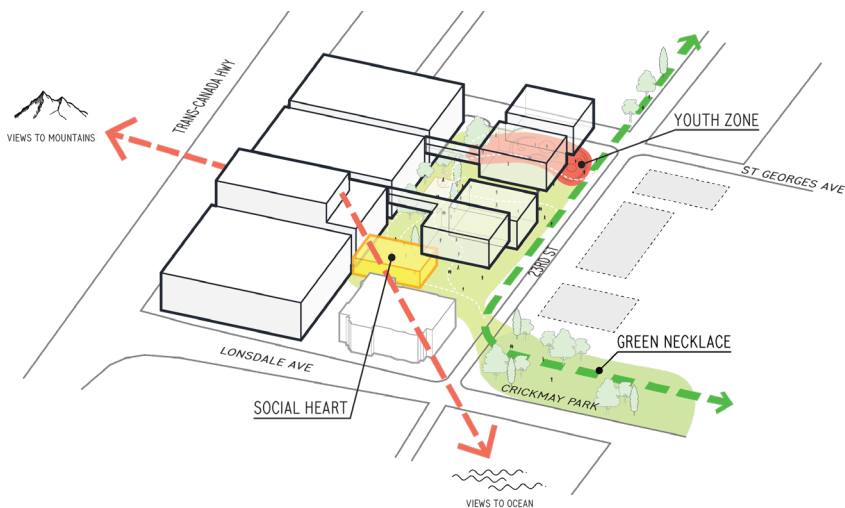 TRANS-CANADA HWY
VIEWS TO MOUNTAINS
YOUTH ZONE
ST GEORGES AVE
23RD ST
GREEN NECKLACE
LONSDALE AVE
CRICKMAY PARK
SOCIAL HEART
VIEWS TO OCEAN